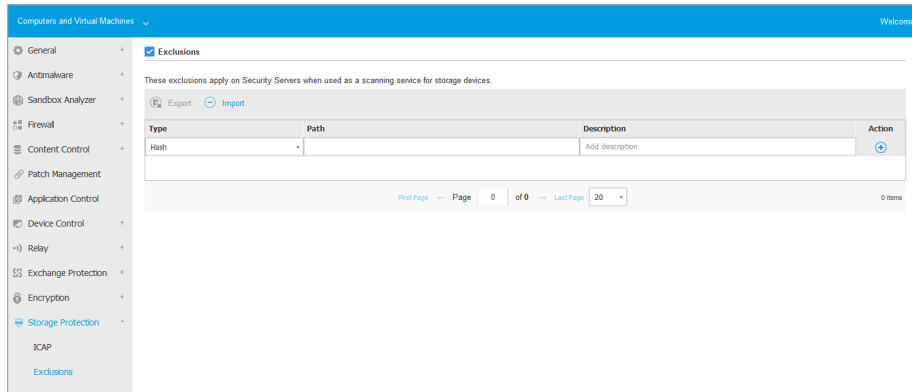 Computers and Virtual Machines
Welcome
General +
Antimalware +
Sandbox Analyzer +
Firewall +
Content Control +
Patch Management
Application Control
Device Control +
Relay +
Exchange Protection +
Encryption +
Storage Protection -
ICAP
Exclusions
Exclusions
These exclusions apply on Security Servers when used as a scanning service for storage devices.
Export Import
Type Path Description Action
Hash Add description
First Page ← Page 0 of 0 → Last Page 20 0 items